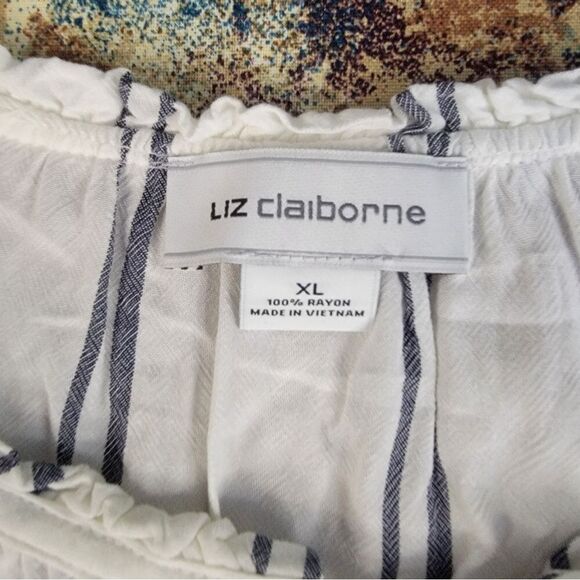 LIZ claiborne
XL
100% RAYON
MADE IN VIETNAM